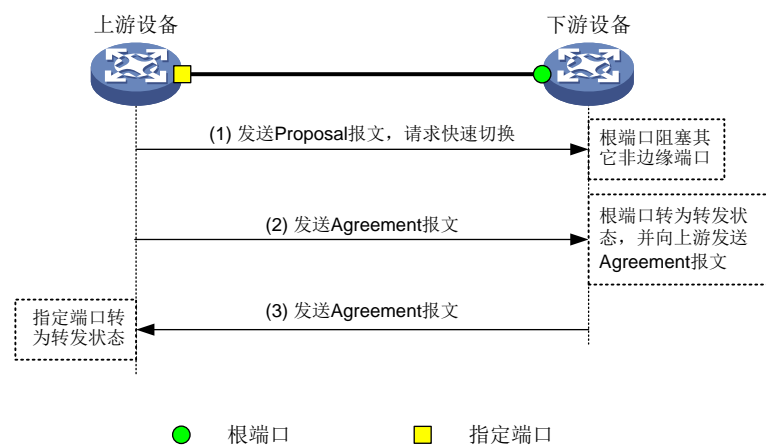 上游设备
下游设备
(1) 发送Proposal报文，请求快速切换
根端口阻塞其
它非边缘端口
(2) 发送Agreement报文
根端口转为转发状
态，并向上游发送
Agreement报文
(3) 发送Agreement报文
指定端口转
为转发状态
根端口
指定端口